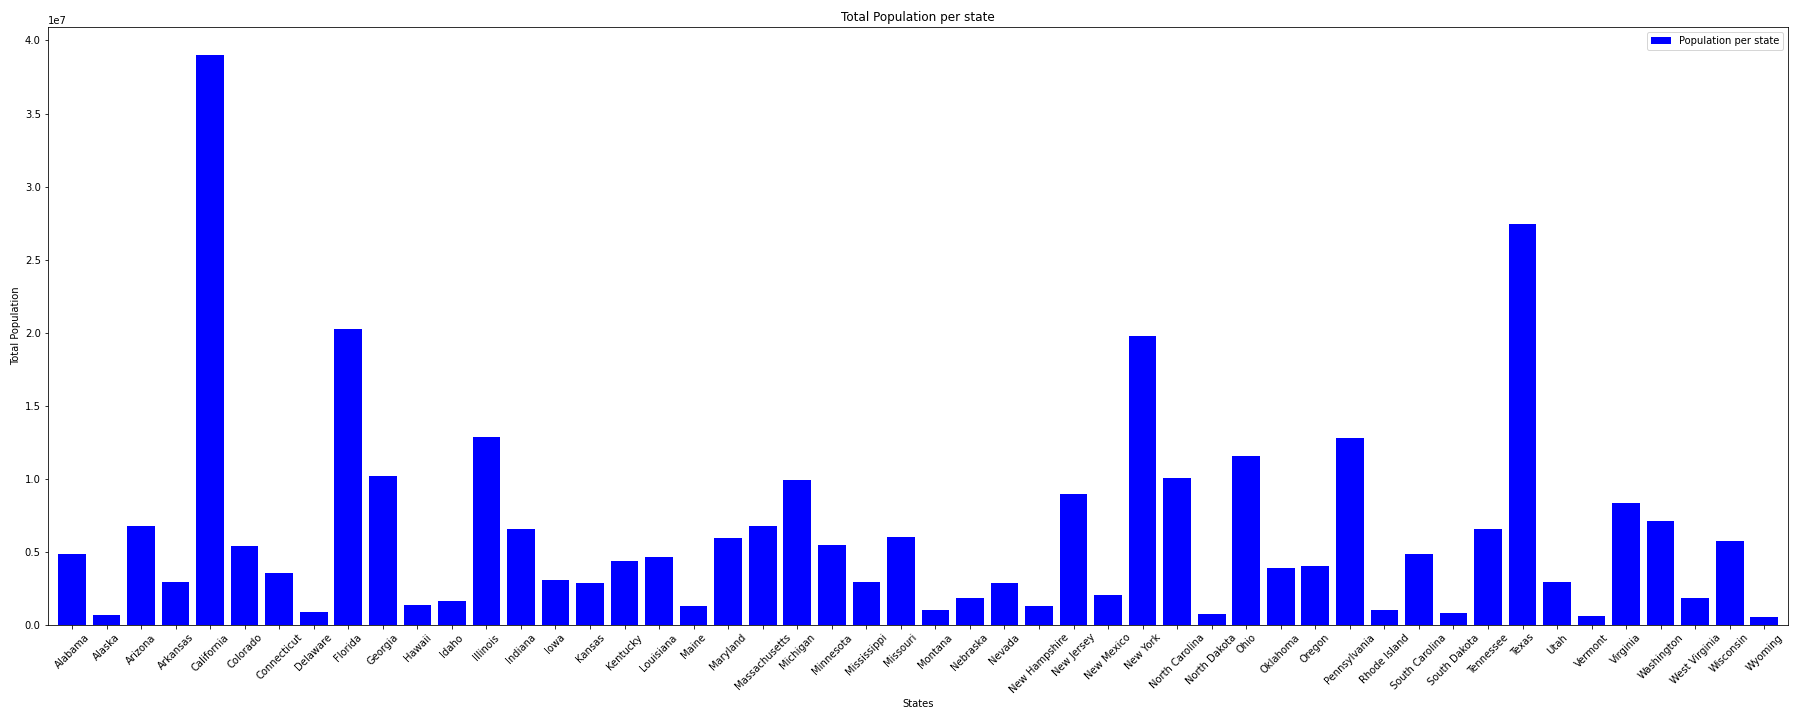 Total Population per state
1e7
Population per state
4.0
3.5
3.0
2.5
2.0
1.5
1.0
0.5
0.0
Total Population
Alabama
Alaska
Arizona
Arkansas
California
Colorado
Connecticut
Delaware
Florida
Georgia
Hawaii
Idaho
Illinois
Indiana
Iowa
Kansas
Kentucky
Louisiana
Maine
Maryland
Massachusetts
Michigan
Minnesota
Mississippi
Missouri
Montana
Nebraska
Nevada
New Hampshire
New Jersey
New Mexico
New York
North Carolina
North Dakota
Ohio
Oklahoma
Oregon
Pennsylvania
Rhode Island
South Carolina
South Dakota
Tennessee
Texas
Utah
Vermont
Virginia
Washington
West Virginia
Wisconsin
Wyoming
States